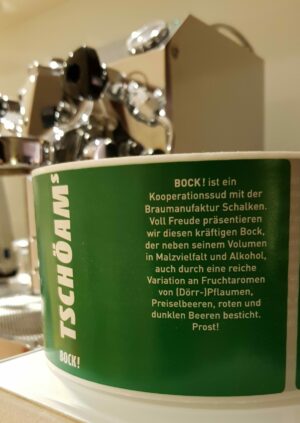 TSCHÖAMS
BOCK!
BOCK! ist ein
Kooperationssud mit der
Braumanufaktur Schalken.
Voll Freude präsentieren
wir diesen kräftigen Bock,
der neben seinem Volumen
in Malzvielfalt und Alkohol,
auch durch eine reiche
Variation an Fruchtaromen
von (Dörr-)Pflaumen,
Preiselbeeren, roten und
dunklen Beeren besticht.
Prost!